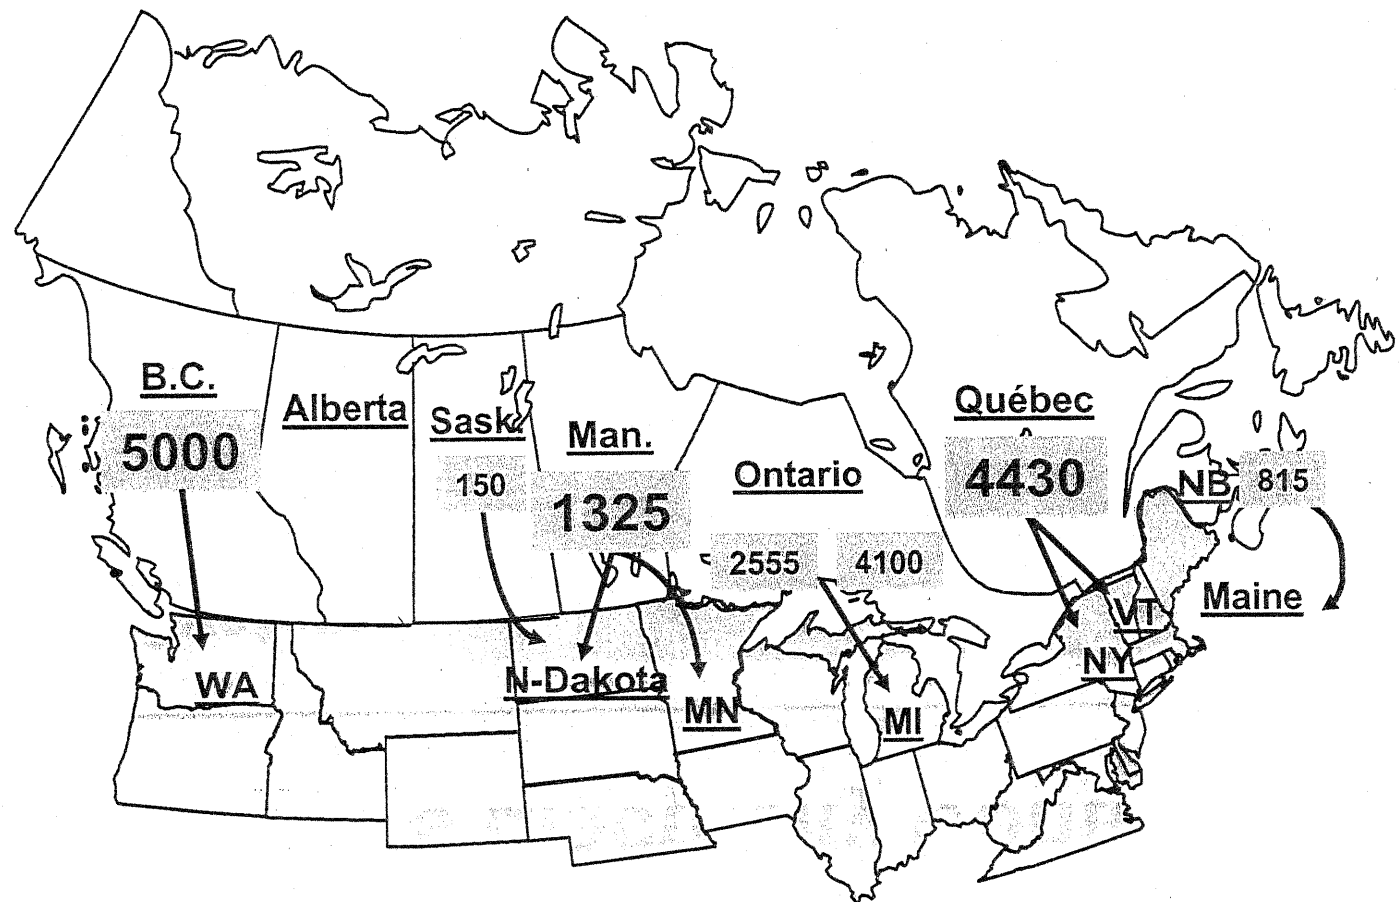 B.C.
5000
Alberta
Sask.
150
Man.
1325
Ontario
2555
4100
Québec
4430
NB
815
Maine
VT
NY
WA
N-Dakota
MN
MI